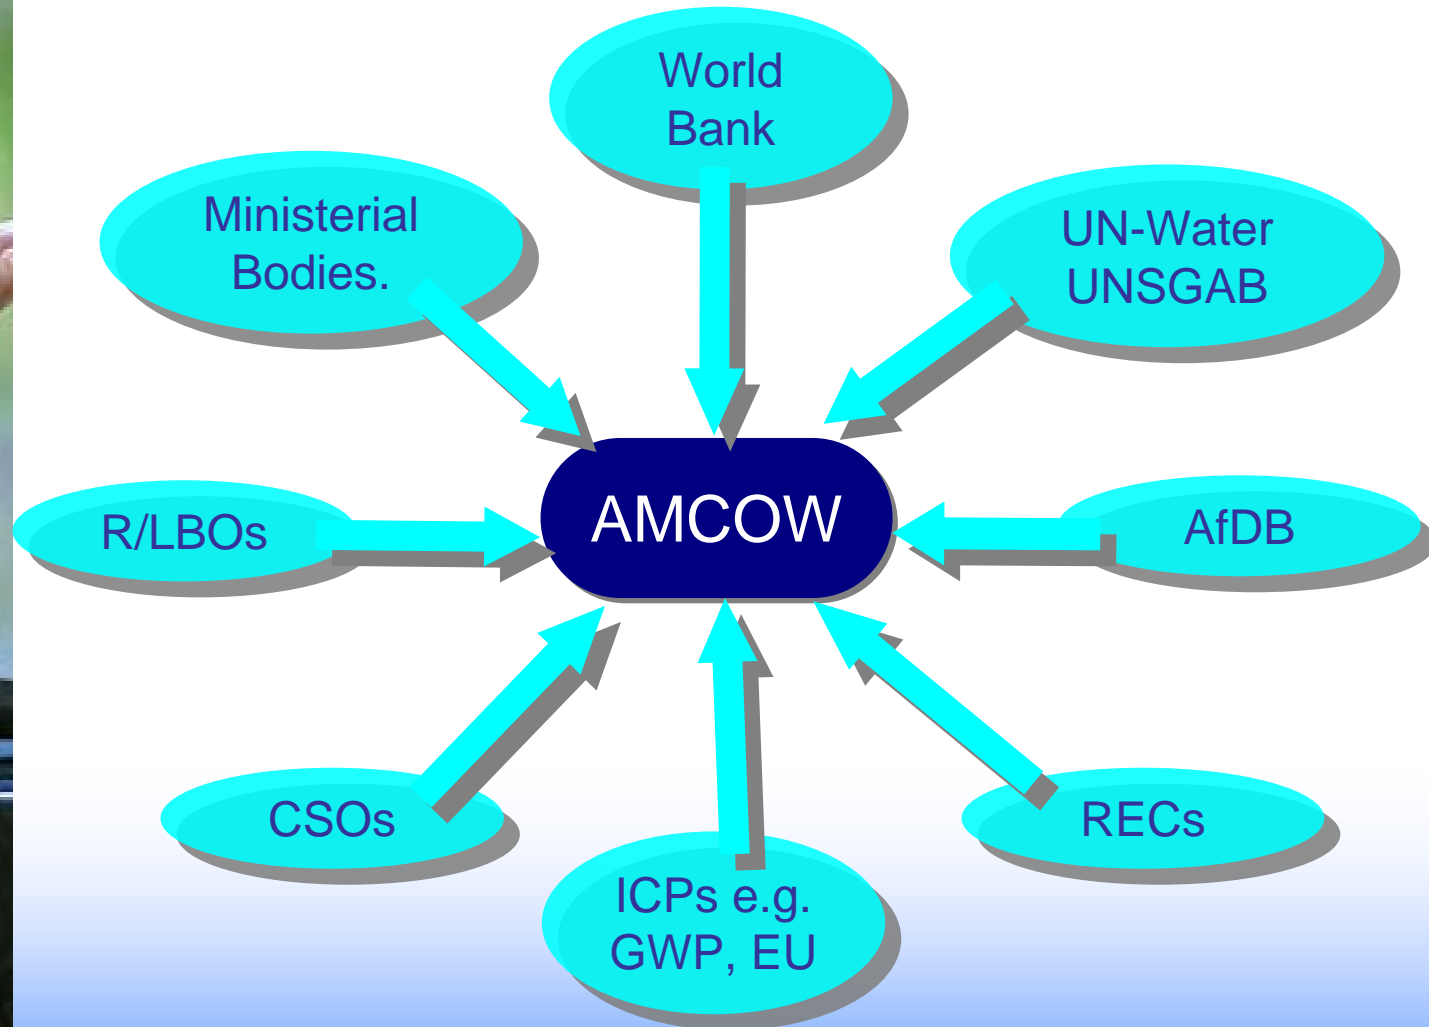 World
Bank
Ministerial
Bodies.
UN-Water
UNSGAB
R/LBOs
AMCOW
AfDB
CSOs
RECs
ICPs e.g.
GWP, EU